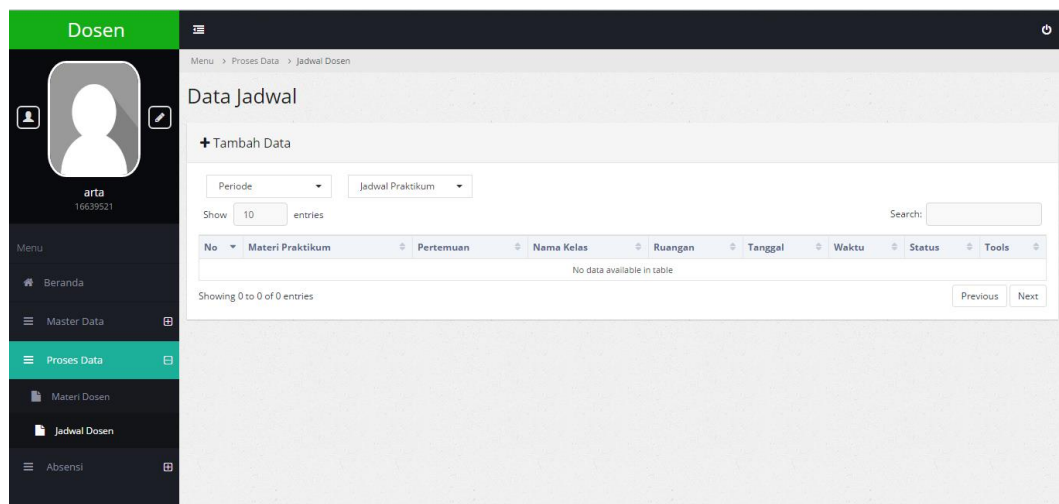 Dosen
arta
16639521
Menu
Beranda
Master Data
Proses Data
Materi Dosen
Jadwal Dosen
Absensi
Menu > Proses Data > Jadwal Dosen
Data Jadwal
+ Tambah Data
Periode Jadwal Praktikum
Show 10 entries Search:
No Materi Praktikum Pertemuan Nama Kelas Ruangan Tanggal Waktu Status Tools
No data available in table
Showing 0 to 0 of 0 entries Previous Next